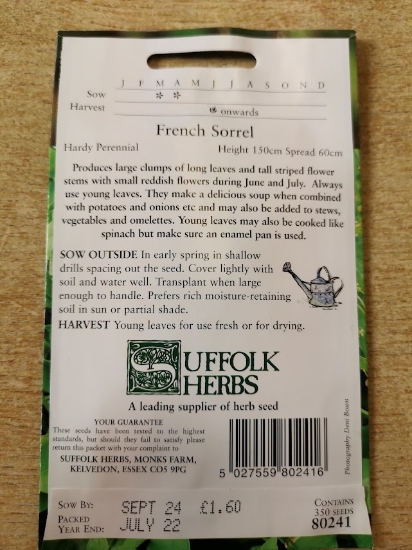 J F M A M J J A S O N D
Sow
Harvest
onwards
French Sorrel
Hardy Perennial Height 150cm Spread 60cm
Produces large clumps of long leaves and tall striped flower
stems with small reddish flowers during June and July. Always
use young leaves. They make a delicious soup when combined
with potatoes and onions etc and may also be added to stews,
vegetables and omelettes. Young leaves may also be cooked like
spinach but make sure an enamel pan is used.
SOW OUTSIDE In early spring in shallow
drills spacing out the seed. Cover lightly with
soil and water well. Transplant when large
enough to handle. Prefers rich moisture-retaining
soil in sun or partial shade.
HARVEST Young leaves for use fresh or for drying.
SUFFOLK
HERBS
A leading supplier of herb seed
YOUR GUARANTEE
These seeds have been tested to the highest
standards, but should they fail to satisfy please
return this packet with your complaint to
SUFFOLK HERBS, MONKS FARM,
KELVEDON, ESSEX CO5 9PG
5 027559 802416
Photography Deni Bown
SOW BY: SEPT 24 £1.60
PACKED
YEAR END: JULY 22
CONTAINS
350 SEEDS
80241